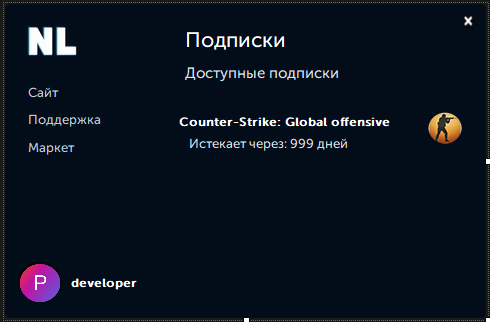 NL
Сайт
Поддержка
Маркет
Подписки
Доступные подписки
Counter-Strike: Global offensive
Истекает через: 999 дней
P
developer
x